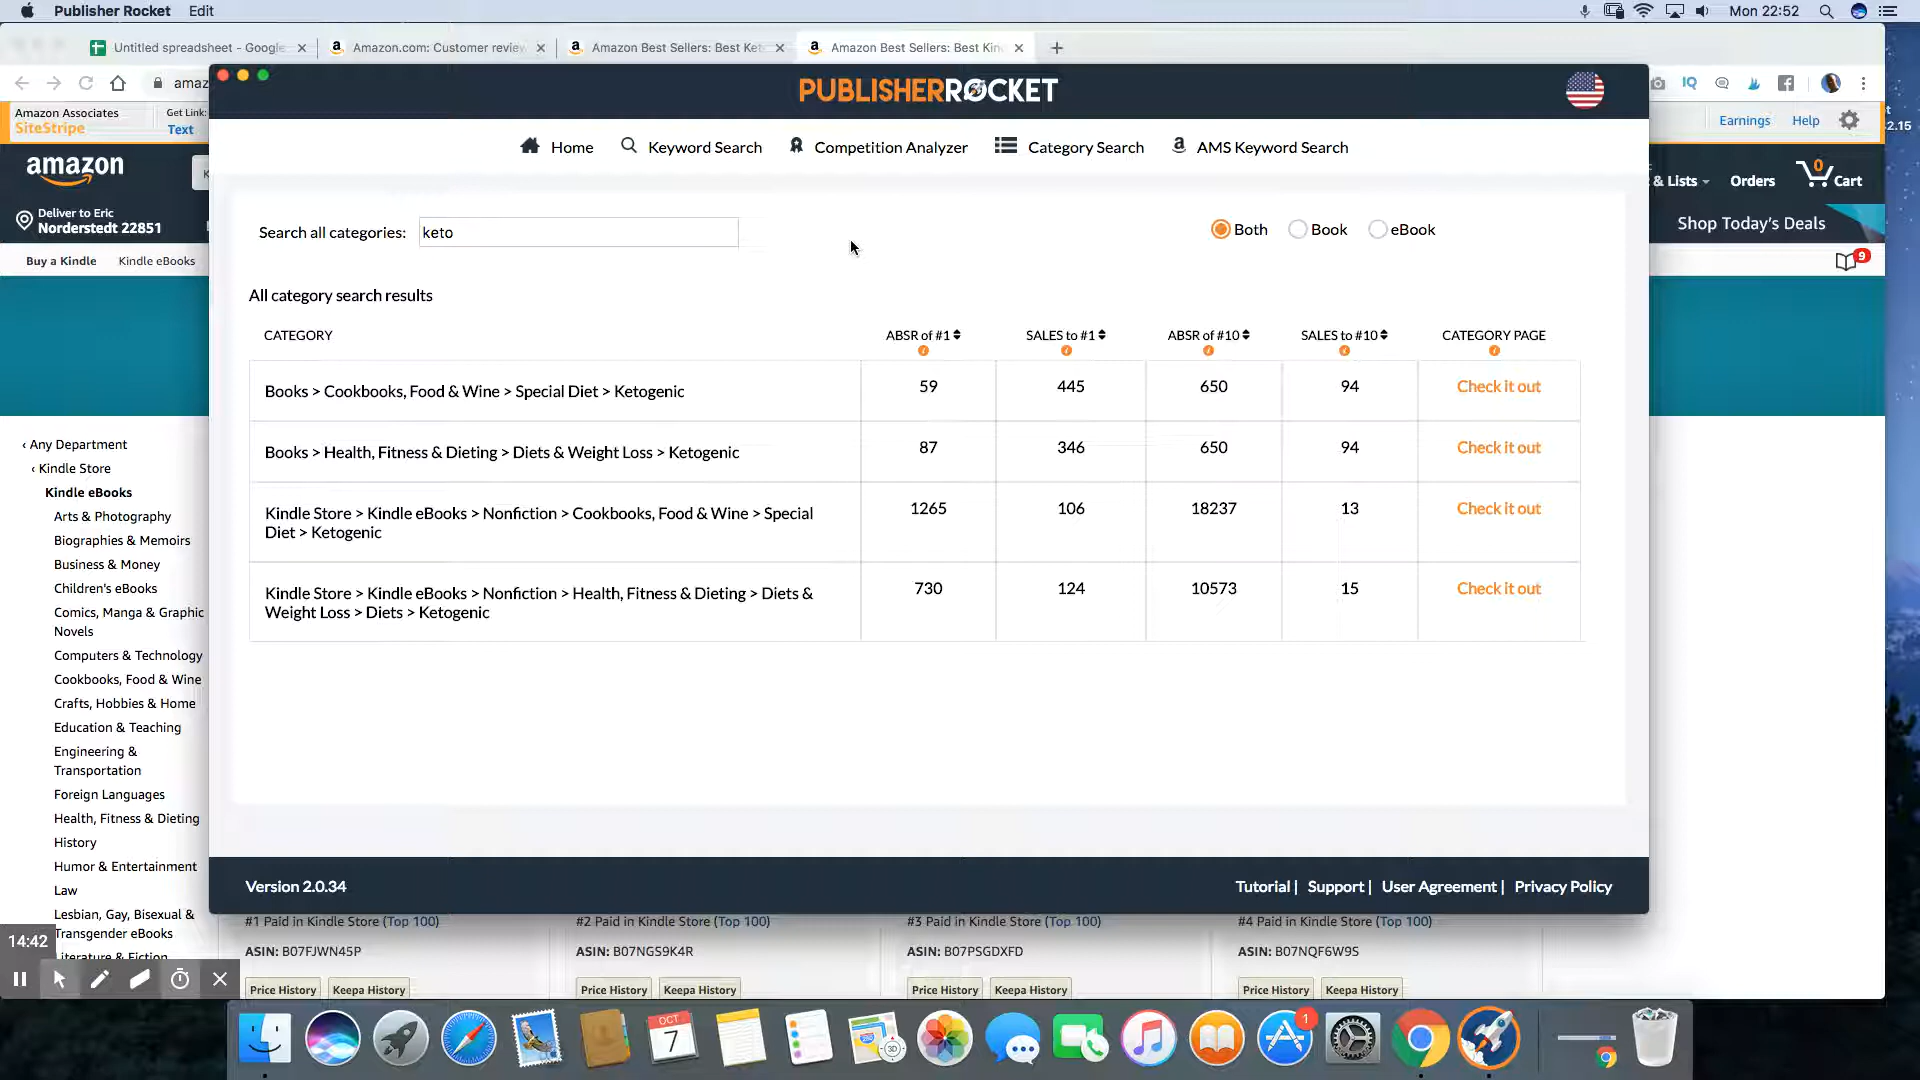 Publisher Rocket Edit Mon 22:52
Untitled spreadsheet - Google
Amazon.com: Customer review
Amazon Best Sellers: Best Ket
Amazon Best Sellers: Best Kin
amaz
Amazon Associates
SiteStripe
Get Link:
Text
Earnings Help
2.15
amazon
K
Deliver to Eric
Norderstedt 22851
& Lists Orders 0 Cart
Shop Today's Deals
Buy a Kindle Kindle eBooks
9
PUBLISHER ROCKET
Home Keyword Search Competition Analyzer Category Search AMS Keyword Search
Search all categories: keto
Both Book eBook
All category search results
CATEGORY ABSR of #1 SALES to #1 ABSR of #10 SALES to #10 CATEGORY PAGE
Books > Cookbooks, Food & Wine > Special Diet > Ketogenic 59 445 650 94 Check it out
Books > Health, Fitness & Dieting > Diets & Weight Loss > Ketogenic 87 346 650 94 Check it out
Kindle Store > Kindle eBooks > Nonfiction > Cookbooks, Food & Wine > Special 1265 106 18237 13 Check it out
Diet > Ketogenic
Kindle Store > Kindle eBooks > Nonfiction > Health, Fitness & Dieting > Diets & 730 124 10573 15 Check it out
Weight Loss > Diets > Ketogenic
Version 2.0.34
Tutorial | Support | User Agreement | Privacy Policy
‹ Any Department
‹ Kindle Store
Kindle eBooks
Arts & Photography
Biographies & Memoirs
Business & Money
Children's eBooks
Comics, Manga & Graphic
Novels
Computers & Technology
Cookbooks, Food & Wine
Crafts, Hobbies & Home
Education & Teaching
Engineering &
Transportation
Foreign Languages
Health, Fitness & Dieting
History
Humor & Entertainment
Law
Lesbian, Gay, Bisexual &
Transgender eBooks
Literature & Fiction
14:42
#1 Paid in Kindle Store (Top 100) #2 Paid in Kindle Store (Top 100) #3 Paid in Kindle Store (Top 100) #4 Paid in Kindle Store (Top 100)
ASIN: B07FJWN45P ASIN: B07NGS9K4R ASIN: B07PSGDXFD ASIN: B07NQF6W9S
Price History Keepa History Price History Keepa History Price History Keepa History Price History Keepa History
OCT
7
3D
1